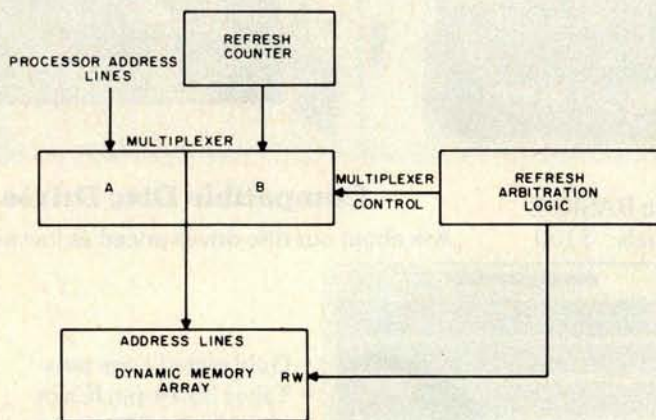 REFRESH
COUNTER
PROCESSOR ADDRESS
LINES
MULTIPLEXER
A
B
MULTIPLEXER
CONTROL
REFRESH
ARBITRATION
LOGIC
ADDRESS LINES
DYNAMIC MEMORY
ARRAY
RW